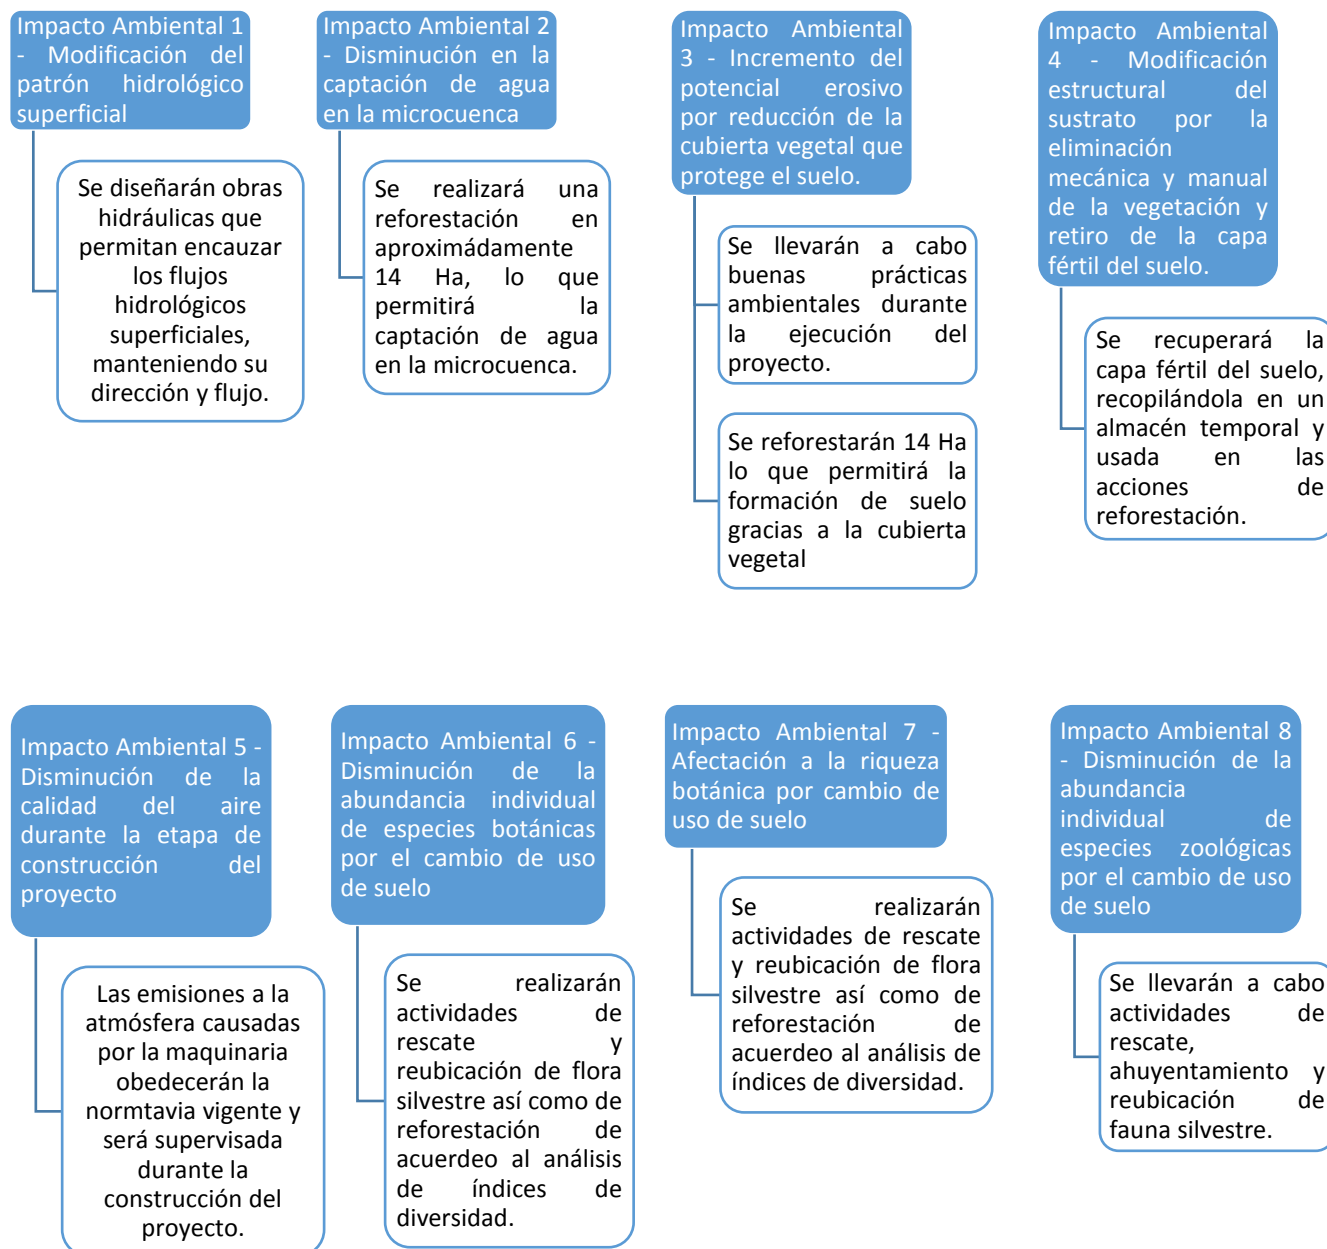 Impacto Ambiental 1
- Modificación del
patrón hidrológico
superficial
Se diseñarán obras
hidráulicas que
permitan encauzar
los flujos
hidrológicos
superficiales,
manteniendo su
dirección y flujo.
Impacto Ambiental 2
- Disminución en la
captación de agua
en la microcuenca
Se realizará una
reforestación en
aproximádamente
14 Ha, lo que
permitirá la
captación de agua
en la microcuenca.
Impacto Ambiental
3 - Incremento del
potencial erosivo
por reducción de la
cubierta vegetal que
protege el suelo.
Se llevarán a cabo
buenas prácticas
ambientales durante
la ejecución del
proyecto.
Se reforestarán 14 Ha
lo que permitirá la
formación de suelo
gracias a la cubierta
vegetal
Impacto Ambiental
4 - Modificación
estructural del
sustrato por la
eliminación
mecánica y manual
de la vegetación y
retiro de la capa
fértil del suelo.
Se recuperará la
capa fértil del suelo,
recopilándola en un
almacén temporal y
usada en las
acciones de
reforestación.
Impacto Ambiental 5 -
Disminución de la
calidad del aire
durante la etapa de
construcción del
proyecto
Las emisiones a la
atmósfera causadas
por la maquinaria
obedecerán la
normtavia vigente y
será supervisada
durante la
construcción del
proyecto.
Impacto Ambiental 6 -
Disminución de la
abundancia individual
de especies botánicas
por el cambio de uso
de suelo
Se realizarán
actividades de
rescate y
reubicación de flora
silvestre así como de
reforestación de
acuerdeo al análisis
de índices de
diversidad.
Impacto Ambiental 7 -
Afectación a la riqueza
botánica por cambio de
uso de suelo
Se realizarán
actividades de rescate
y reubicación de flora
silvestre así como de
reforestación de
acuerdeo al análisis de
índices de diversidad.
Impacto Ambiental 8
- Disminución de la
abundancia
individual de
especies zoológicas
por el cambio de uso
de suelo
Se llevarán a cabo
actividades de
rescate,
ahuyentamiento y
reubicación de
fauna silvestre.